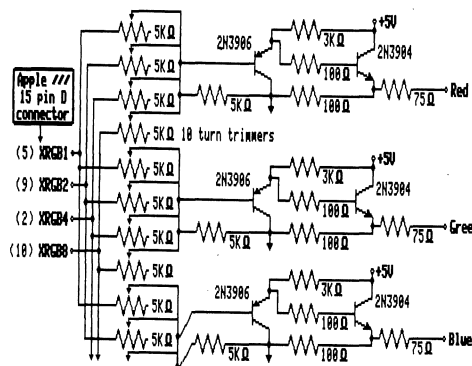 +5V
5KΩ
3KΩ
2N3906
2N3904
5KΩ
100Ω
Apple ///
15 pin D
connector
5KΩ
5KΩ
100Ω
75Ω
Red
5KΩ 10 turn trimmers
+5V
(5) XRGB1
5KΩ
3KΩ
2N3906
2N3904
(9) XRGB2
5KΩ
100Ω
(2) XRGB4
5KΩ
5KΩ
100Ω
75Ω
Gree
(10) XRGB8
5KΩ
+5V
3KΩ
5KΩ
2N3906
2N3904
5KΩ
100Ω
5KΩ
100Ω
75Ω
Blue